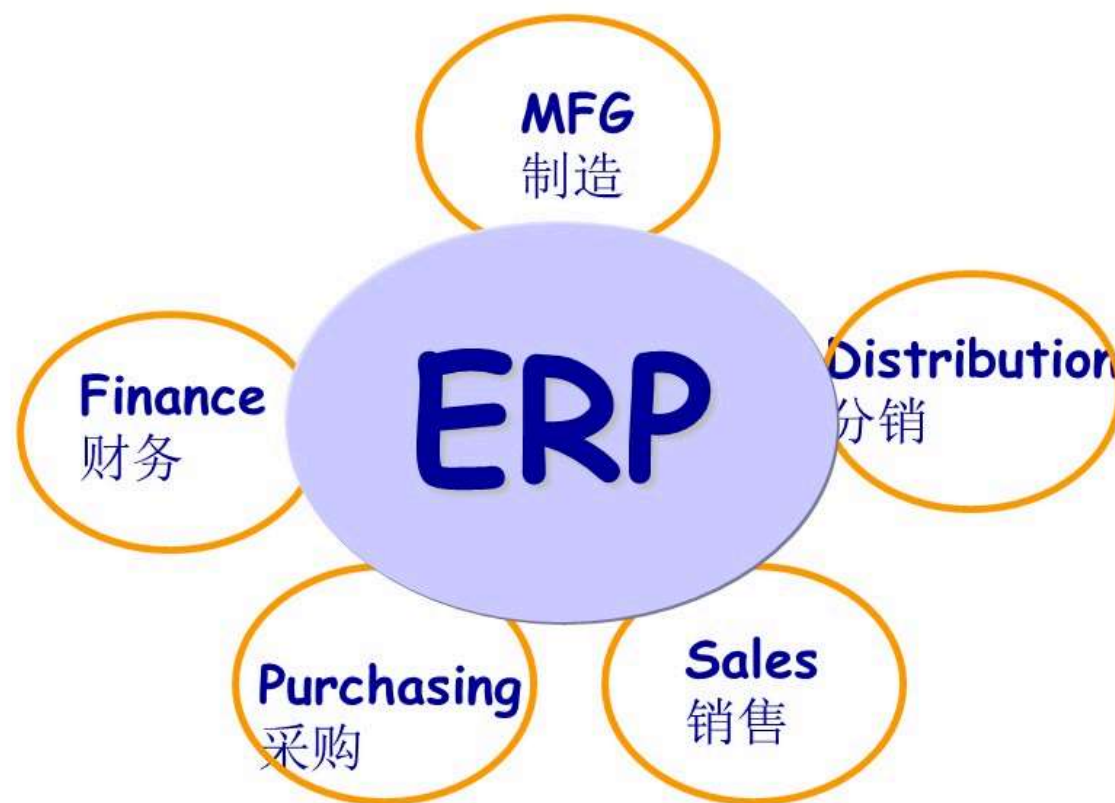 MFG
制造
Distribution
分销
Finance
财务
ERP
Sales
销售
Purchasing
采购